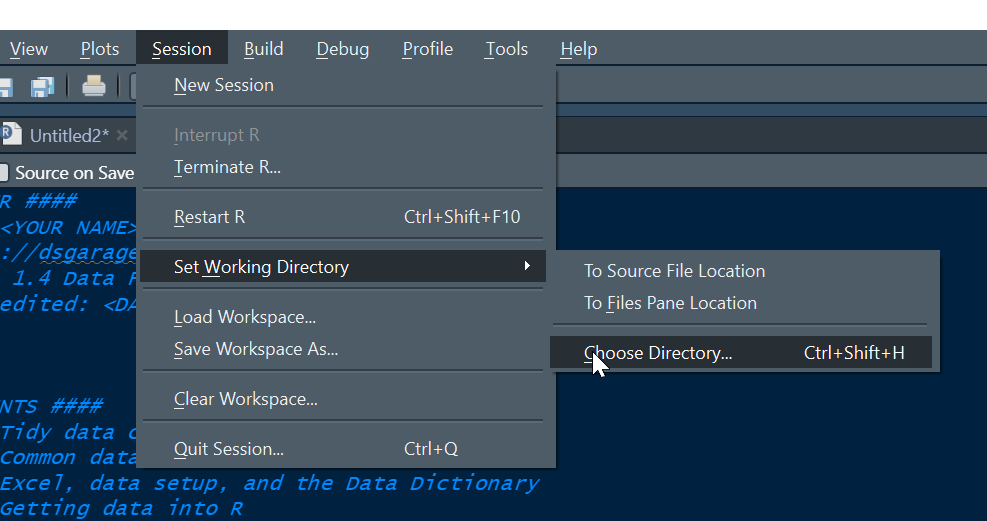 View Plots Session Build Debug Profile Tools Help
New Session
Untitled2*
Interrupt R
Source on Save
Terminate R...
R ####
Restart R Ctrl+Shift+F10
<YOUR NAME>
://dsgarage
Set Working Directory
To Source File Location
1.4 Data
To Files Pane Location
edited: <DA
Load Workspace...
Save Workspace As...
Choose Directory... Ctrl+Shift+H
Clear Workspace...
NTS ####
Tidy data
Quit Session... Ctrl+Q
Common data
Excel, data setup, and the Data Dictionary
Getting data into R